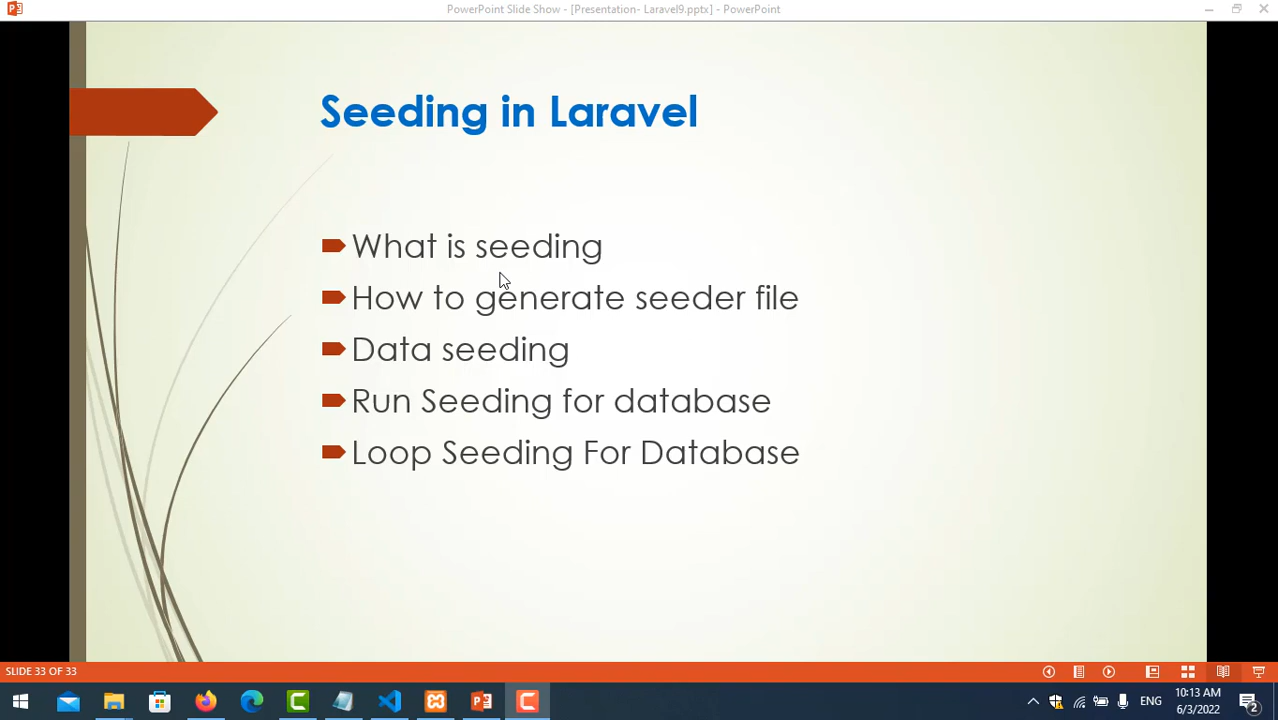 PowerPoint Slide Show - [Presentation- Laravel9.pptx] - PowerPoint
Seeding in Laravel
What is seeding
How to generate seeder file
Data seeding
Run Seeding for database
Loop Seeding For Database
SLIDE 33 OF 33
ENG
10:13 AM
6/3/2022
2